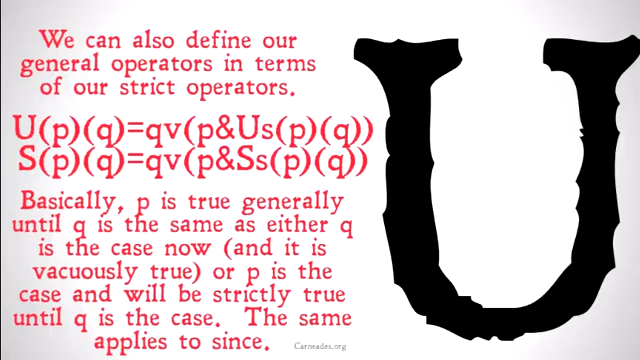 We can also define our
general operators in terms
of our strict operators.
U(p)(q)=qv(p&Us(p)(q))
S(p)(q)=qv(p&Ss(p)(q))
Basically, p is true generally
until q is the same as either q
is the case now (and it is
vacuously true) or p is the
case and will be strictly true
until q is the case. The same
applies to since.
Carneades.org
U